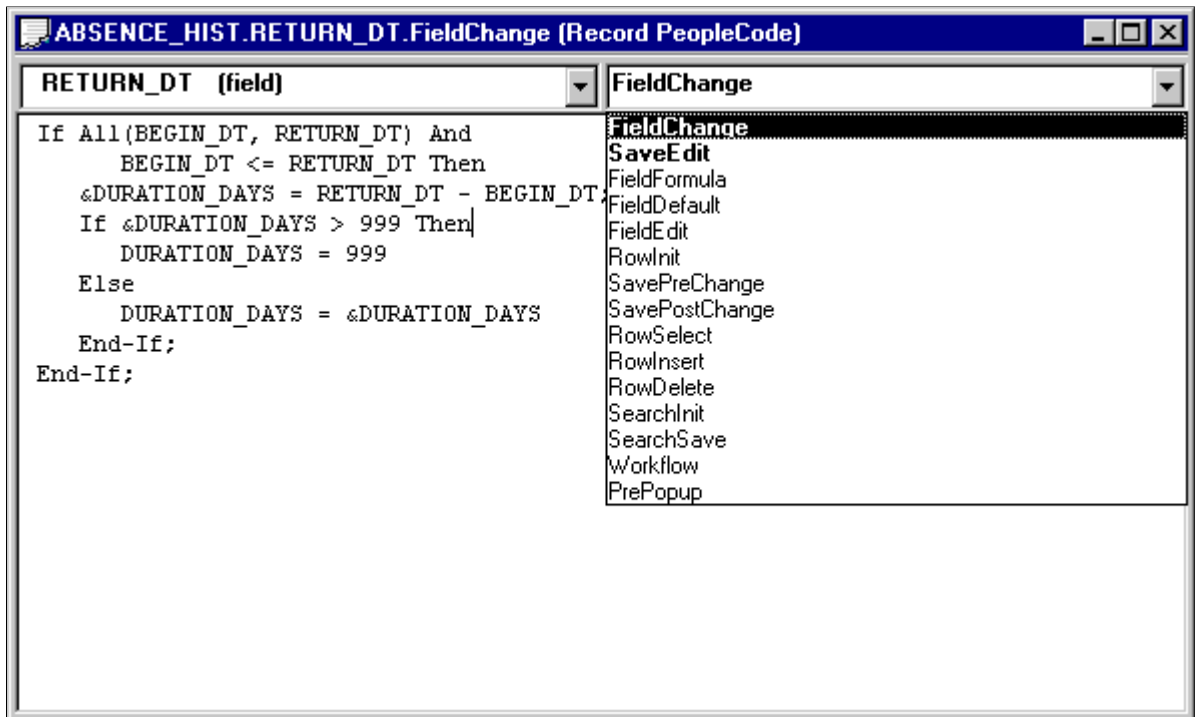 ABSENCE_HIST.RETURN_DT.FieldChange (Record PeopleCode)
RETURN_DT (field)
FieldChange
If All(BEGIN_DT, RETURN_DT) And
BEGIN_DT <= RETURN_DT Then
&DURATION_DAYS = RETURN_DT - BEGIN_DT;
If &DURATION_DAYS > 999 Then
DURATION_DAYS = 999
Else
DURATION_DAYS = &DURATION_DAYS
End-If;
End-If;
FieldChange
SaveEdit
FieldFormula
FieldDefault
FieldEdit
RowInit
SavePreChange
SavePostChange
RowSelect
RowInsert
RowDelete
SearchInit
SearchSave
Workflow
PrePopup